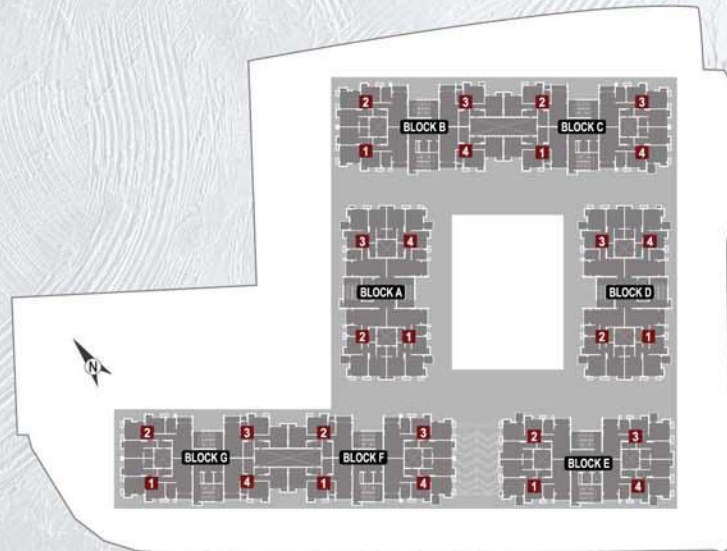 2 3 2 3
BLOCK B BLOCK C
1 4 1 4
3 4 3 4
BLOCK A BLOCK D
2 1 2 1
N
2 3 2 3 2 3
BLOCK G BLOCK F BLOCK E
1 4 1 4 1 4